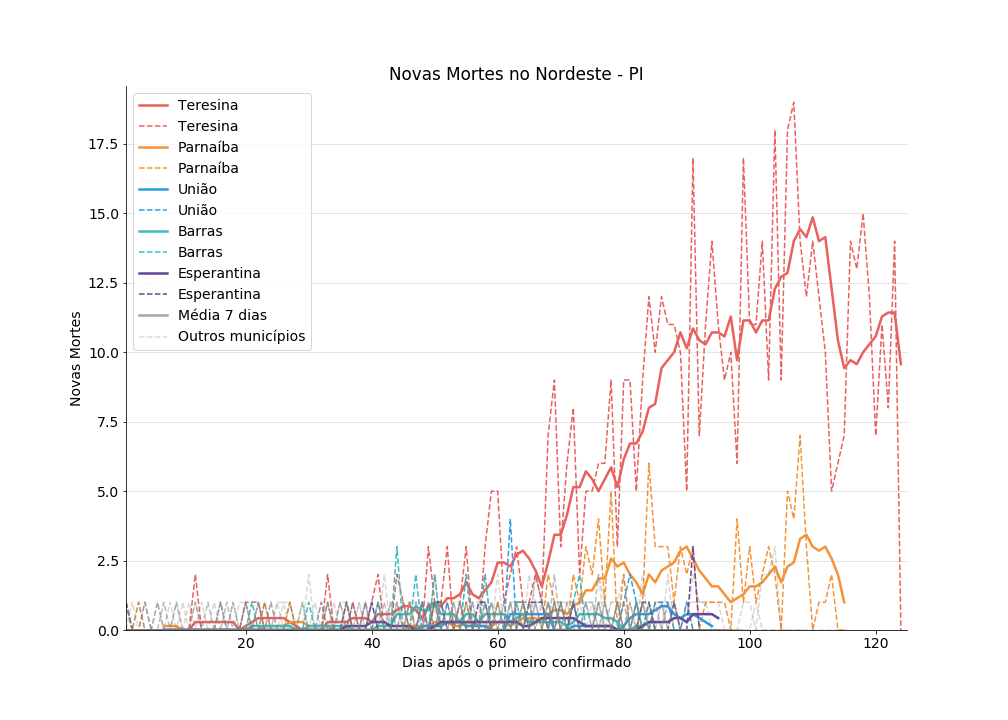 Novas Mortes no Nordeste - PI
Teresina
Teresina
Parnaíba
Parnaíba
União
União
Barras
Barras
Esperantina
Esperantina
Média 7 dias
Outros municípios
Novas Mortes
17.5
15.0
12.5
10.0
7.5
5.0
2.5
0.0
20 40 60 80 100 120
Dias após o primeiro confirmado